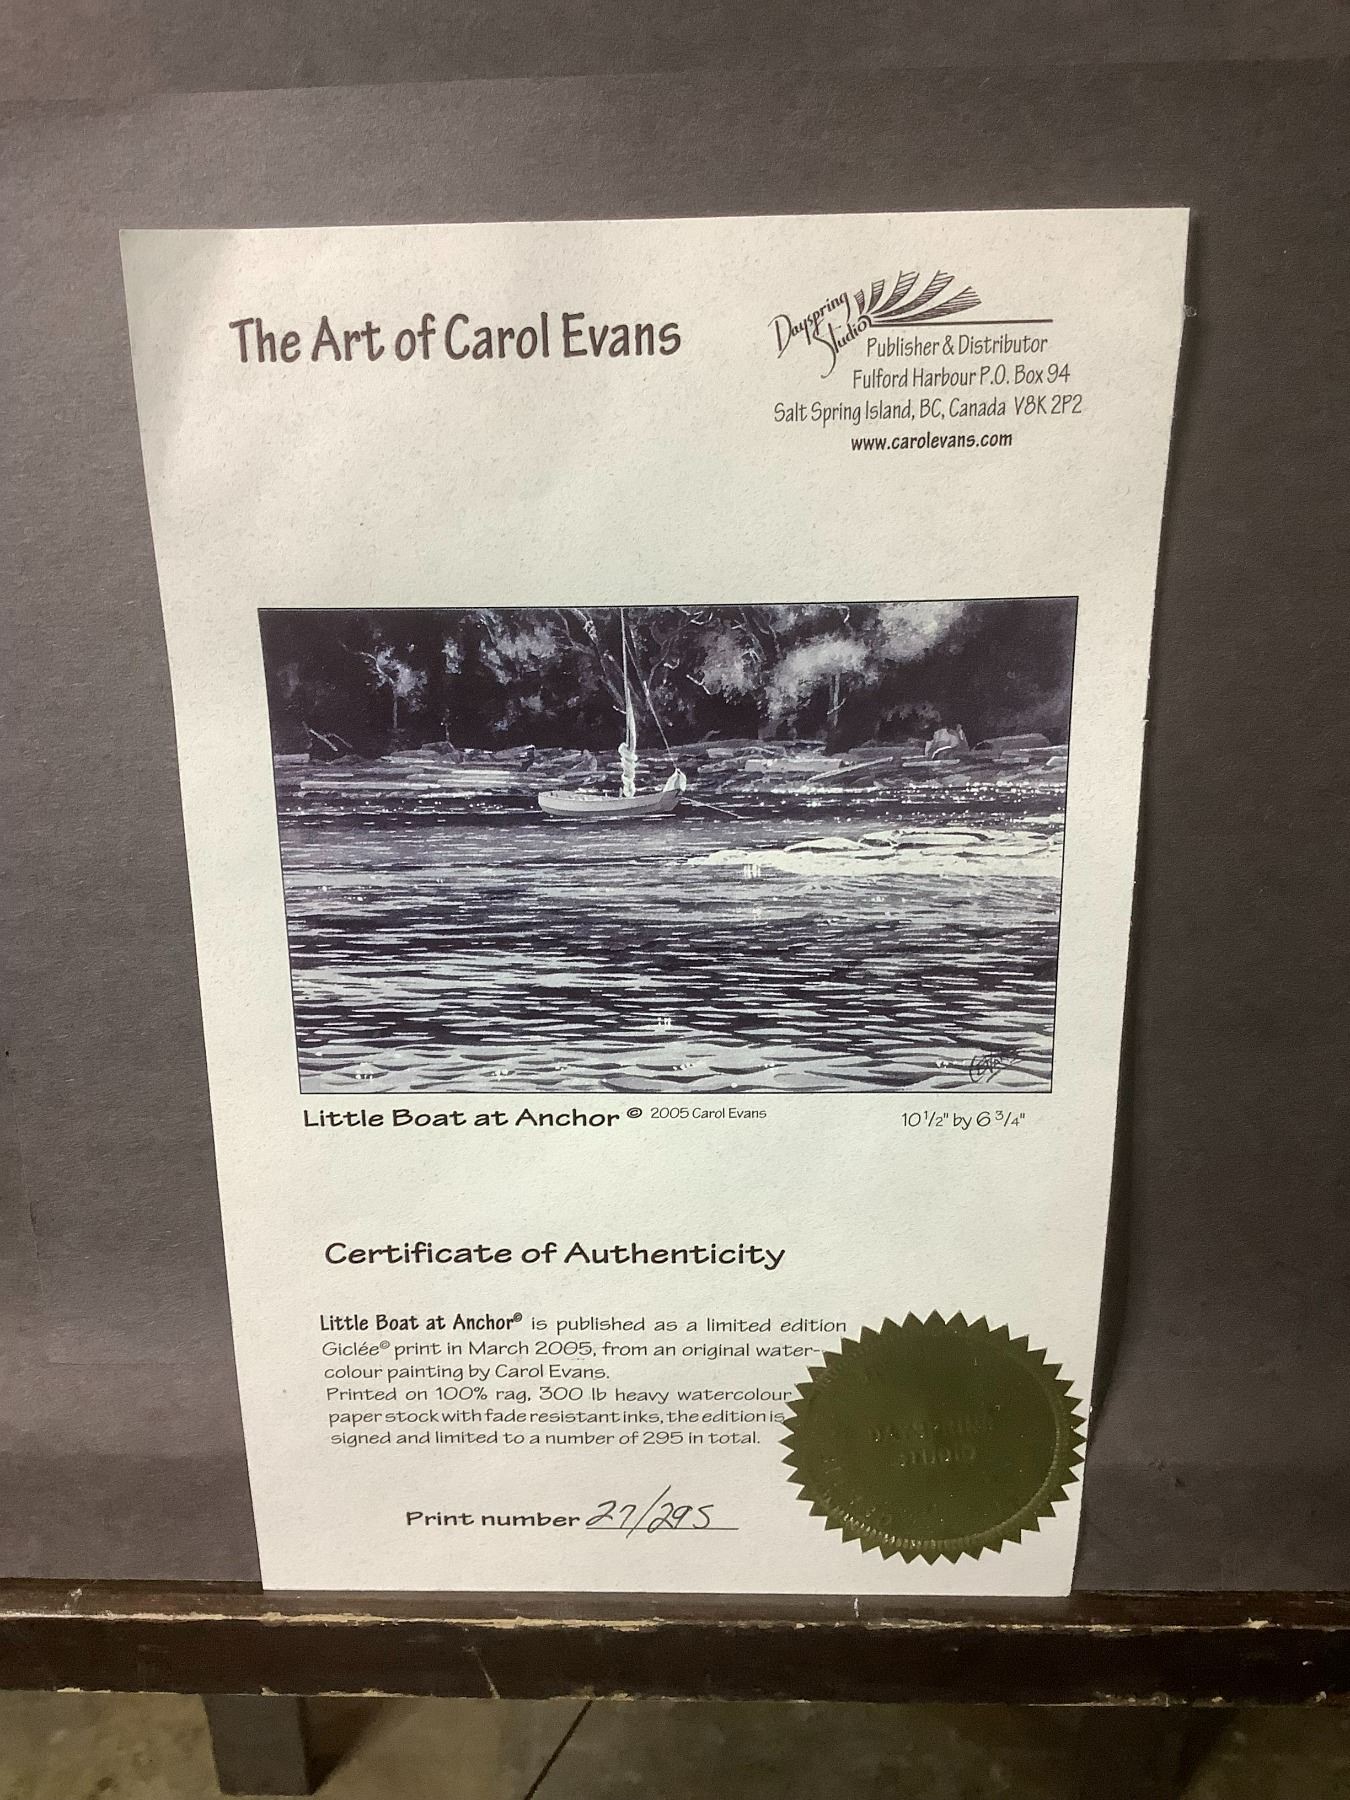 The Art of Carol Evans
Dayspring Studio
Publisher & Distributor
Fulford Harbour P.O. Box 94
Salt Spring Island, BC, Canada V8K 2P2
www.carolevans.com
Little Boat at Anchor © 2005 Carol Evans
10 1/2" by 6 3/4"
Certificate of Authenticity
Little Boat at Anchor© is published as a limited edition
Giclée© print in March 2005, from an original water-
colour painting by Carol Evans.
Printed on 100% rag, 300 lb heavy watercolour
paper stock with fade resistant inks, the edition is
signed and limited to a number of 295 in total.
Print number 27/295